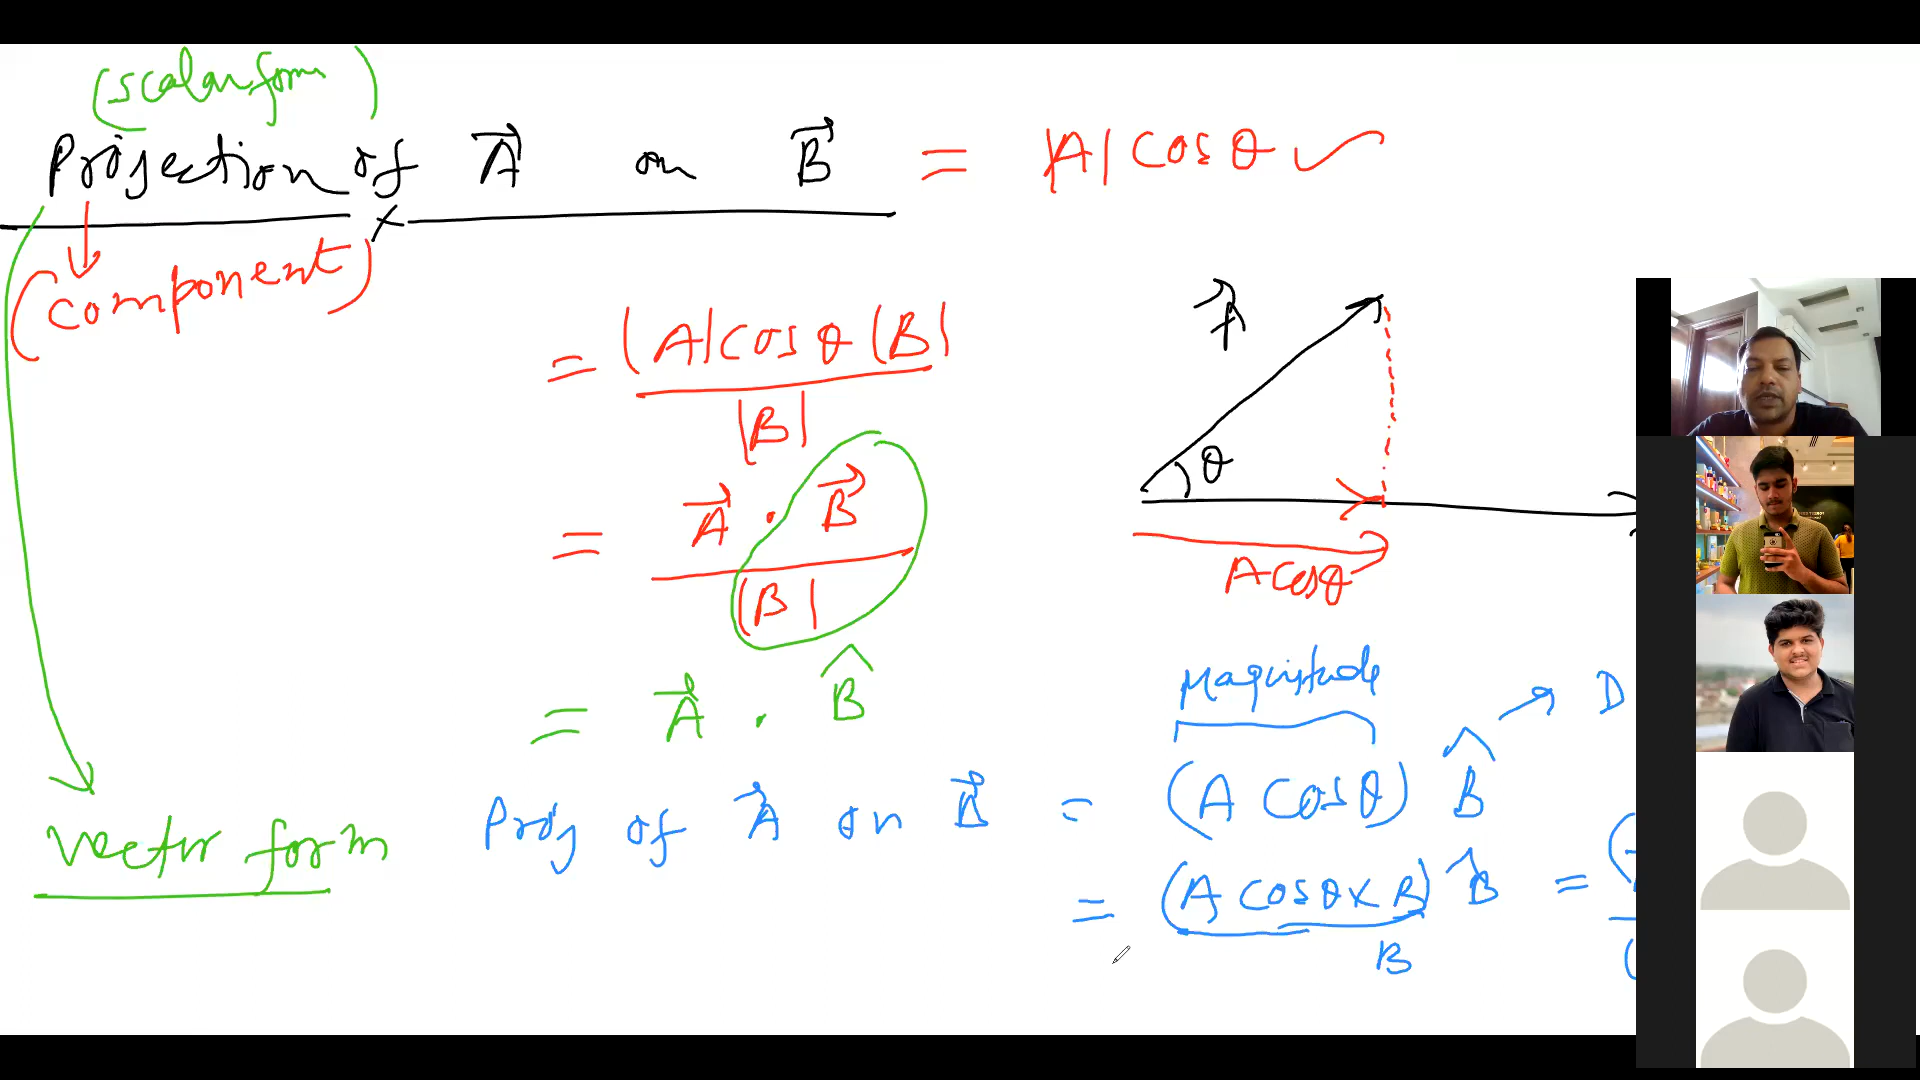 (scalar form)
Projection of A⃗ on B⃗ = |A| cos θ ✓
(component)
= |A| cos θ |B|
|B|
A⃗
θ
= A⃗ . B⃗
|B|
A cos θ
= A⃗ . B̂
Magnitude
→ D
vector form
Proj of A⃗ on B⃗ = (A cos θ) B̂
= (A cos θ × B) B̂ = (
B